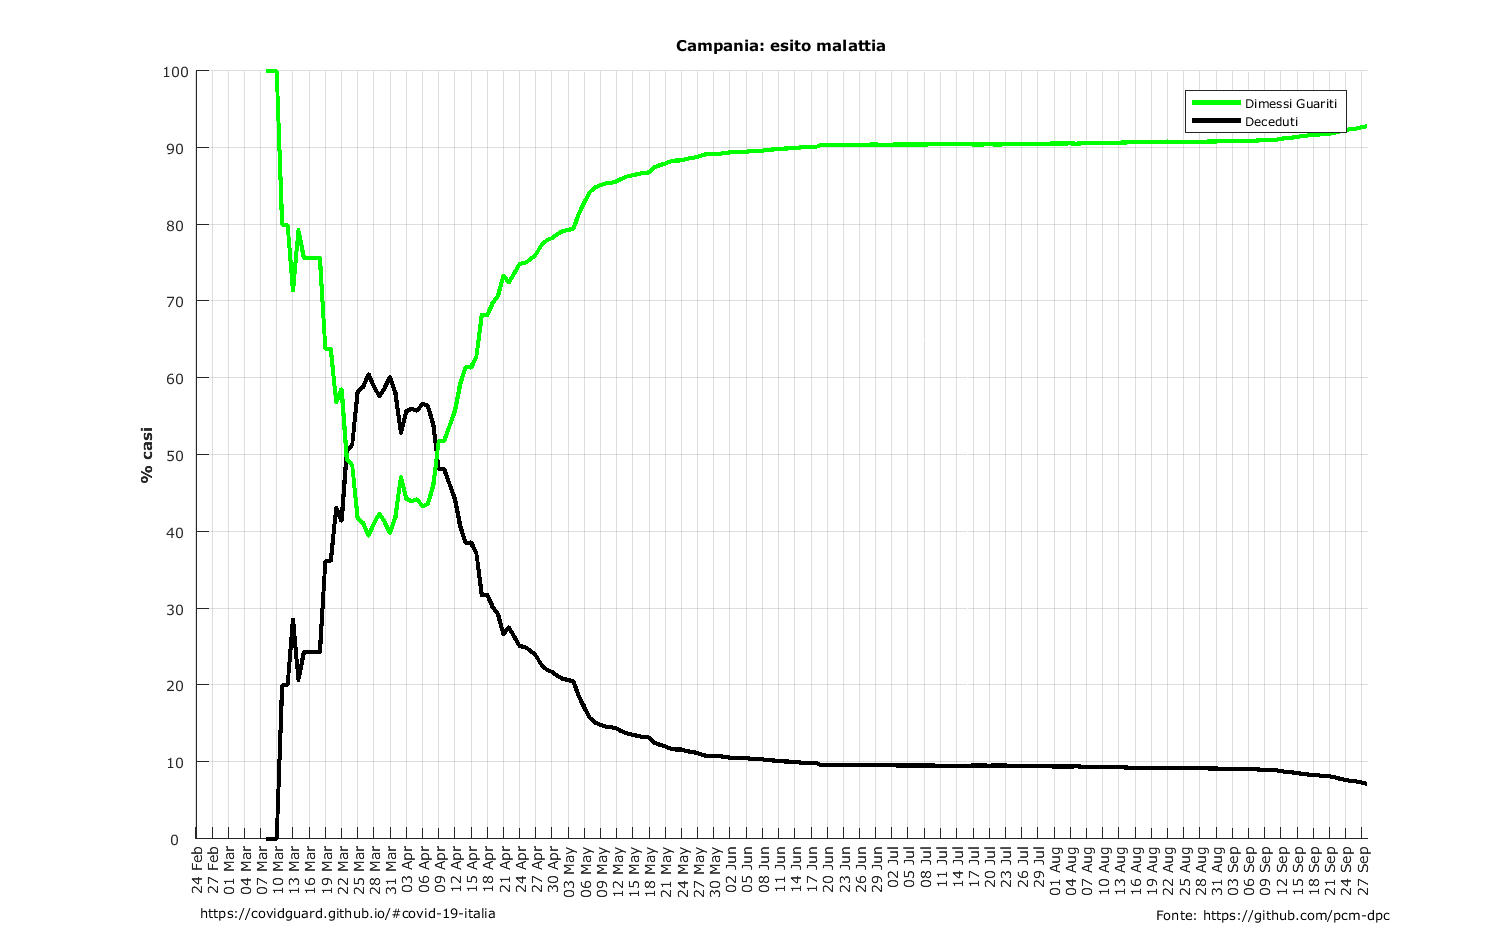 Campania: esito malattia
Dimessi Guariti
Deceduti
% casi
100
90
80
70
60
50
40
30
20
10
0
24 Feb
27 Feb
01 Mar
04 Mar
07 Mar
10 Mar
13 Mar
16 Mar
19 Mar
22 Mar
25 Mar
28 Mar
31 Mar
03 Apr
06 Apr
09 Apr
12 Apr
15 Apr
18 Apr
21 Apr
24 Apr
27 Apr
30 Apr
03 May
06 May
09 May
12 May
15 May
18 May
21 May
24 May
27 May
30 May
02 Jun
05 Jun
08 Jun
11 Jun
14 Jun
17 Jun
20 Jun
23 Jun
26 Jun
29 Jun
02 Jul
05 Jul
08 Jul
11 Jul
14 Jul
17 Jul
20 Jul
23 Jul
26 Jul
29 Jul
01 Aug
04 Aug
07 Aug
10 Aug
13 Aug
16 Aug
19 Aug
22 Aug
25 Aug
28 Aug
31 Aug
03 Sep
06 Sep
09 Sep
12 Sep
15 Sep
18 Sep
21 Sep
24 Sep
27 Sep
https://covidguard.github.io/#covid-19-italia
Fonte: https://github.com/pcm-dpc